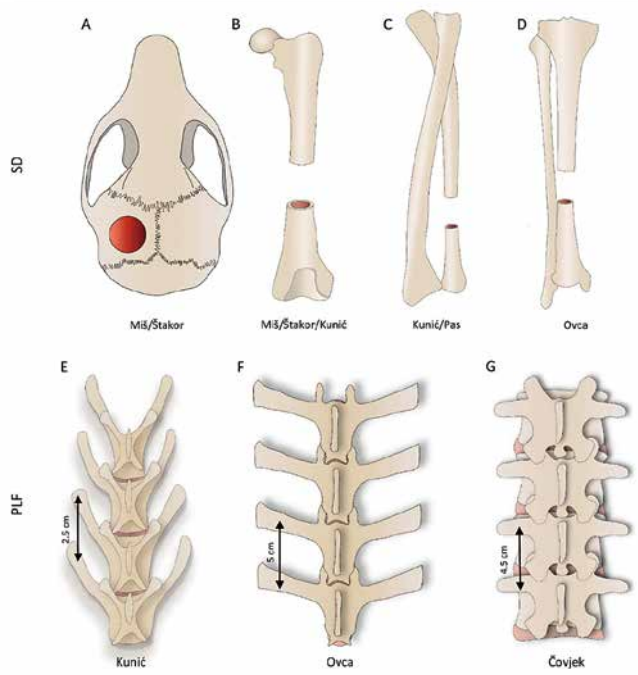 A
B
C
D
SD
Miš/Štakor
Miš/Štakor/Kunić
Kunić/Pas
Ovca
E
F
G
PLF
2.5 cm
5 cm
4.5 cm
Kunić
Ovca
Čovjek